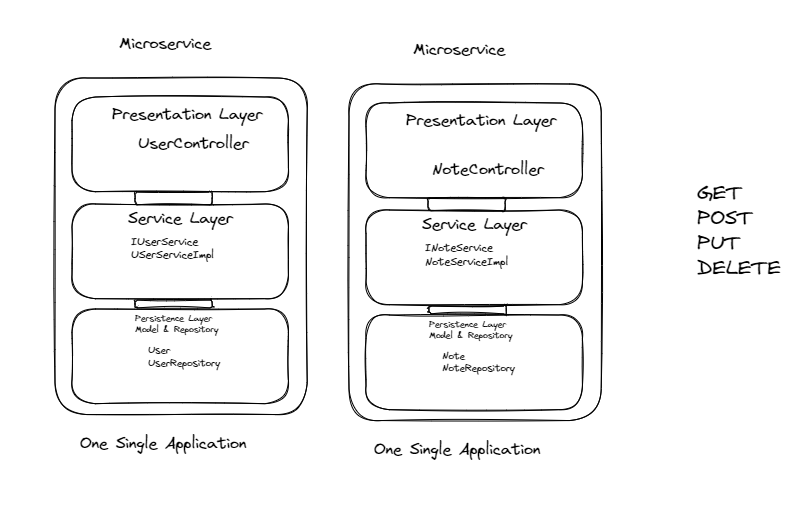 Microservice
Presentation Layer
UserController
Service Layer
IUserService
USerServiceImpl
Persistence Layer
Model & Repository
User
UserRepository
One Single Application
Microservice
Presentation Layer
NoteController
Service Layer
INoteService
NoteServiceImpl
Persistence Layer
Model & Repository
Note
NoteRepository
One Single Application
GET
POST
PUT
DELETE